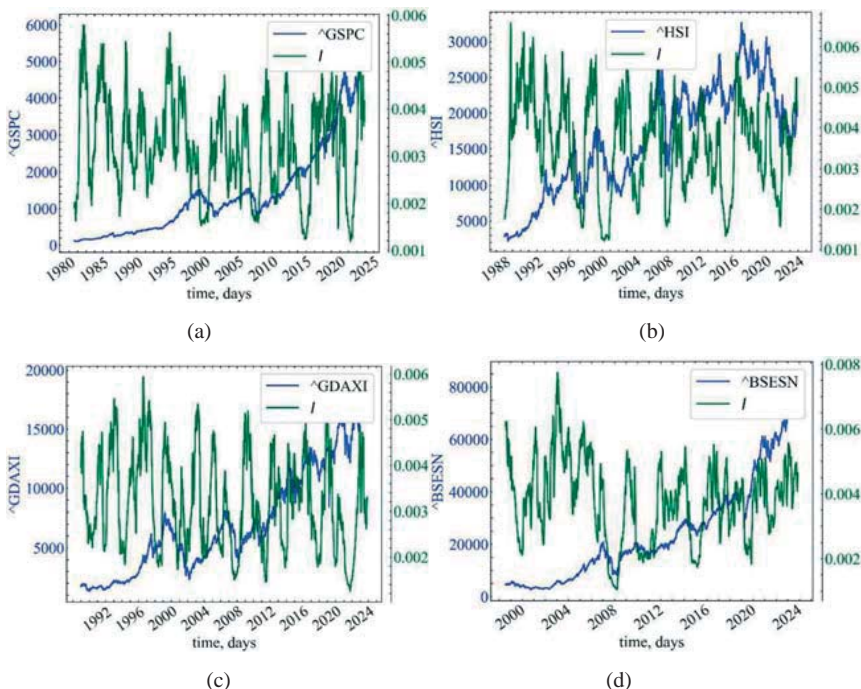 6000
5000
4000
3000
2000
1000
0
^GSPC
^GSPC
I
0.006
0.005
0.004
0.003
0.002
0.001
1980 1985 1990 1995 2000 2005 2010 2015 2020 2025
time, days
(a)
30000
25000
20000
15000
10000
5000
^HSI
^HSI
I
0.006
0.005
0.004
0.003
0.002
0.001
1988 1992 1996 2000 2004 2008 2012 2016 2020 2024
time, days
(b)
20000
15000
10000
5000
^GDAXI
^GDAXI
I
0.006
0.005
0.004
0.003
0.002
1992 1996 2000 2004 2008 2012 2016 2020 2024
time, days
(c)
80000
60000
40000
20000
0
^BSESN
^BSESN
I
0.008
0.006
0.004
0.002
2000 2004 2008 2012 2016 2020 2024
time, days
(d)